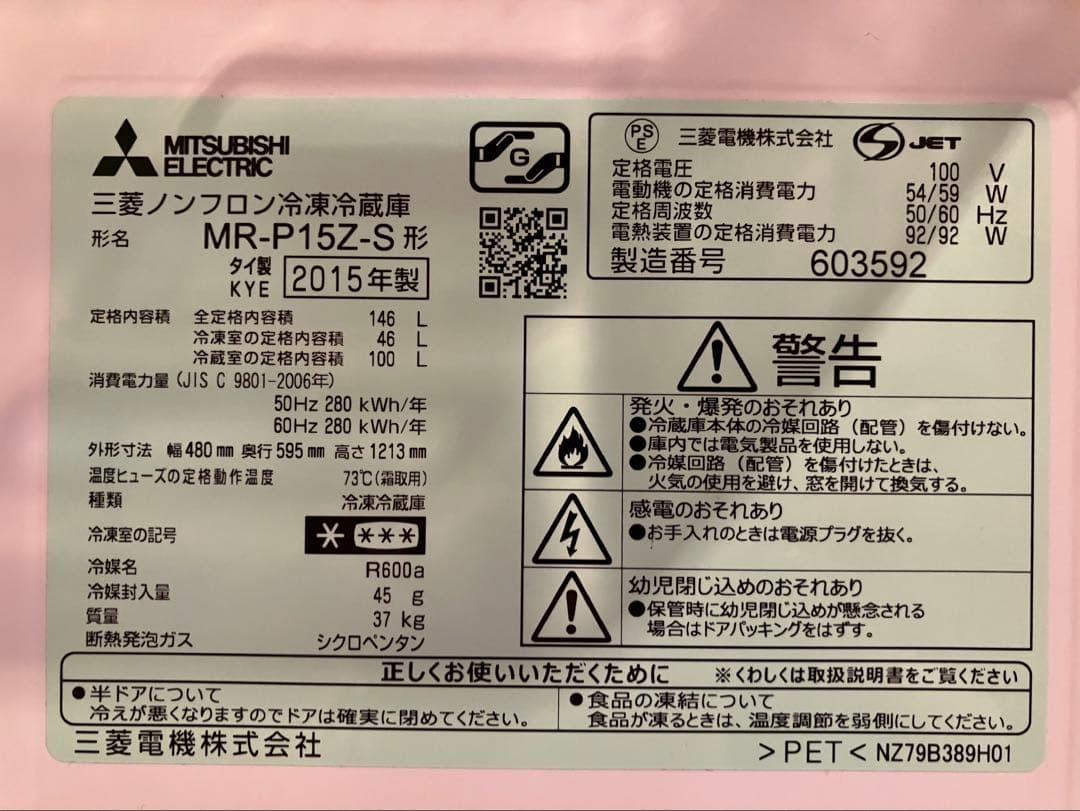 MITSUBISHI
ELECTRIC
三菱ノンフロン冷凍冷蔵庫
形名 MR-P15Z-S 形
タイ製
KYE 2015年製
定格内容積 全定格内容積 146 L
冷凍室の定格内容積 46 L
冷蔵室の定格内容積 100 L
消費電力量(JIS C 9801-2006年)
50Hz 280 kWh/年
60Hz 280 kWh/年
外形寸法 幅480mm 奥行595mm 高さ1213mm
温度ヒューズの定格動作温度 73℃(霜取用)
種類 冷凍冷蔵庫
冷凍室の記号 ****
冷媒名 R600a
冷媒封入量 45 g
質量 37 kg
断熱発泡ガス シクロペンタン
G
PS
E
三菱電機株式会社 S JET
定格電圧 100 V
電動機の定格消費電力 54/59 W
定格周波数 50/60 Hz
電熱装置の定格消費電力 92/92 W
製造番号 603592
警告
発火・爆発のおそれあり
●冷蔵庫本体の冷媒回路(配管)を傷付けない。
●庫内では電気製品を使用しない。
●冷媒回路(配管)を傷付けたときは、
火気の使用を避け、窓を開けて換気する。
感電のおそれあり
●お手入れのときは電源プラグを抜く。
幼児閉じ込めのおそれあり
●保管時に幼児閉じ込めが懸念される
場合はドアパッキングをはずす。
正しくお使いいただくために ※くわしくは取扱説明書をご覧ください
●半ドアについて
冷えが悪くなりますのでドアは確実に閉めてください。
●食品の凍結について
食品が凍るときは、温度調節を弱側にしてください。
三菱電機株式会社
>PET< NZ79B389H01